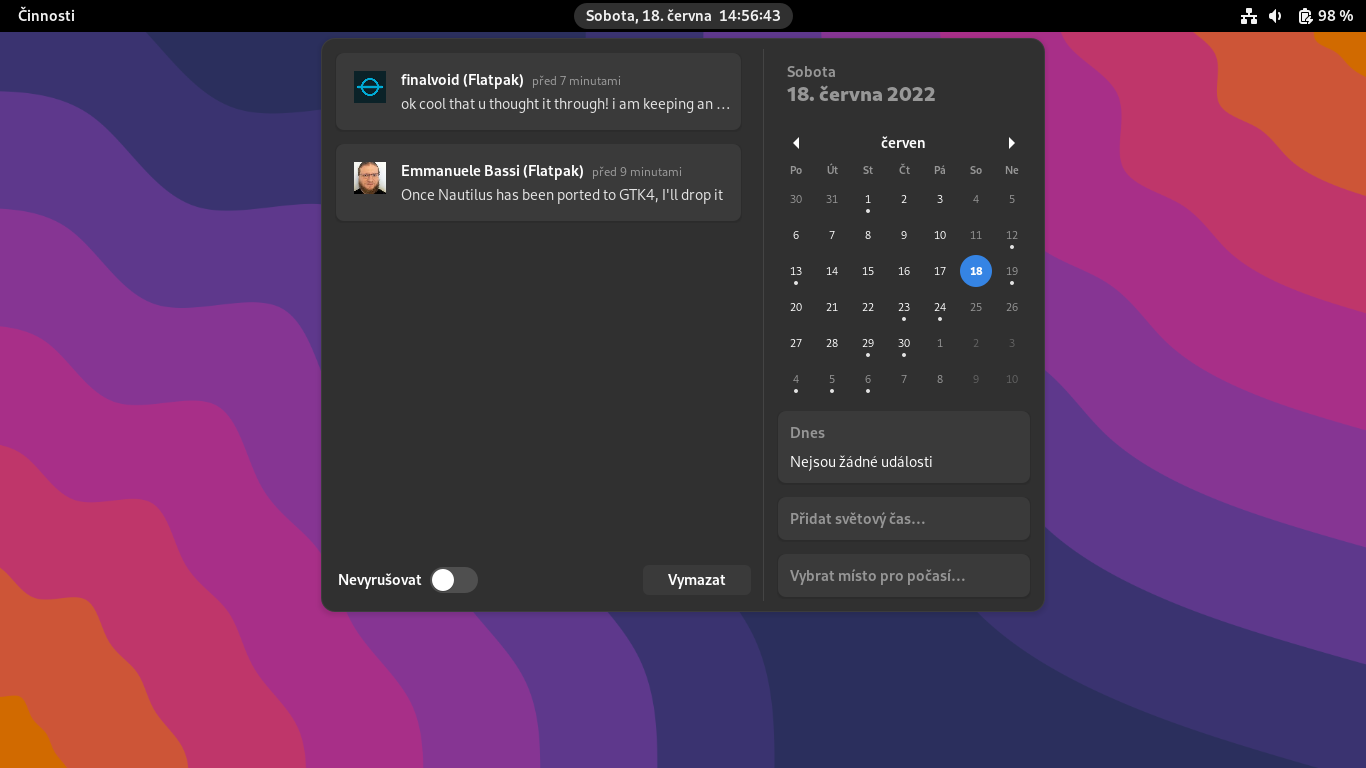 Činnosti
Sobota, 18. června 14:56:43
98 %
finalvoid (Flatpak) před 7 minutami
ok cool that u thought it through! i am keeping an …
Emmanuele Bassi (Flatpak) před 9 minutami
Once Nautilus has been ported to GTK4, I'll drop it
Nevyrušovat
Vymazat
Sobota
18. června 2022
červen
Po Út St Čt Pá So Ne
30 31 1 2 3 4 5
6 7 8 9 10 11 12
13 14 15 16 17 18 19
20 21 22 23 24 25 26
27 28 29 30 1 2 3
4 5 6 7 8 9 10
Dnes
Nejsou žádné události
Přidat světový čas…
Vybrat místo pro počasí…